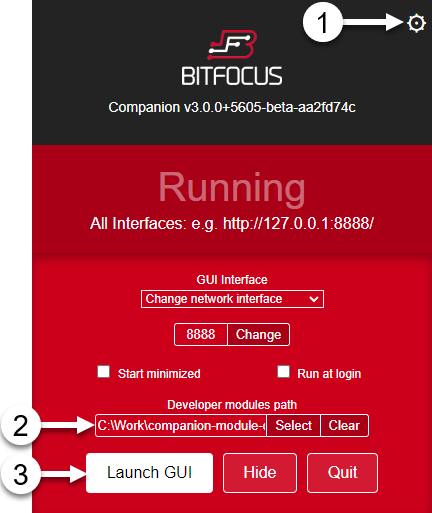 1
BITFOCUS
Companion v3.0.0+5605-beta-aa2fd74c
Running
All Interfaces: e.g. http://127.0.0.1:8888/
GUI Interface
Change network interface
8888 Change
Start minimized Run at login
Developer modules path
2 C:\Work\companion-module-d Select Clear
3 Launch GUI Hide Quit